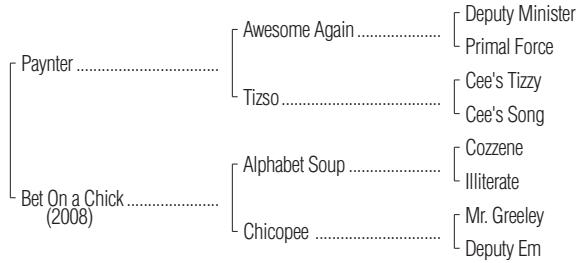 Deputy Minister
Awesome Again
Primal Force
Paynter
Cee's Tizzy
Tizso
Cee's Song
Cozzene
Alphabet Soup
Illiterate
Bet On a Chick
(2008)
Mr. Greeley
Chicopee
Deputy Em